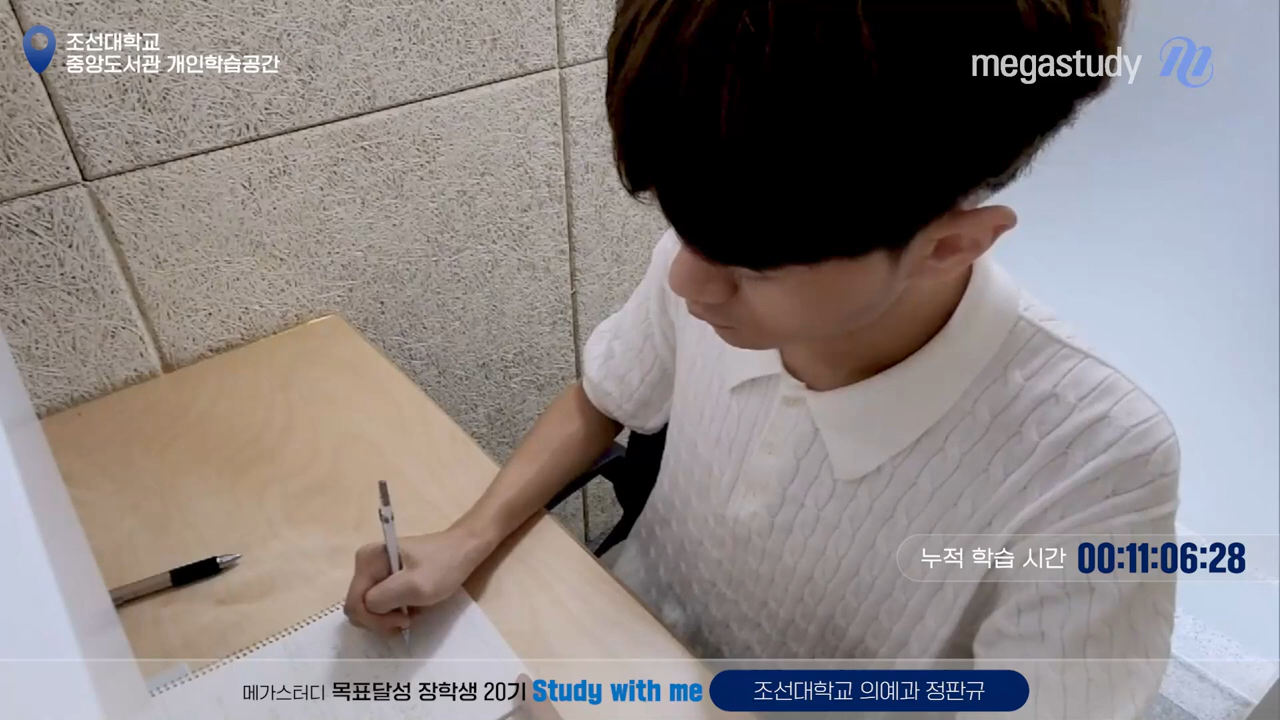 조선대학교
중앙도서관 개인학습공간
megastudy
누적 학습 시간 00:11:06:28
메가스터디 목표달성 장학생 20기 Study with me 조선대학교 의예과 정판규